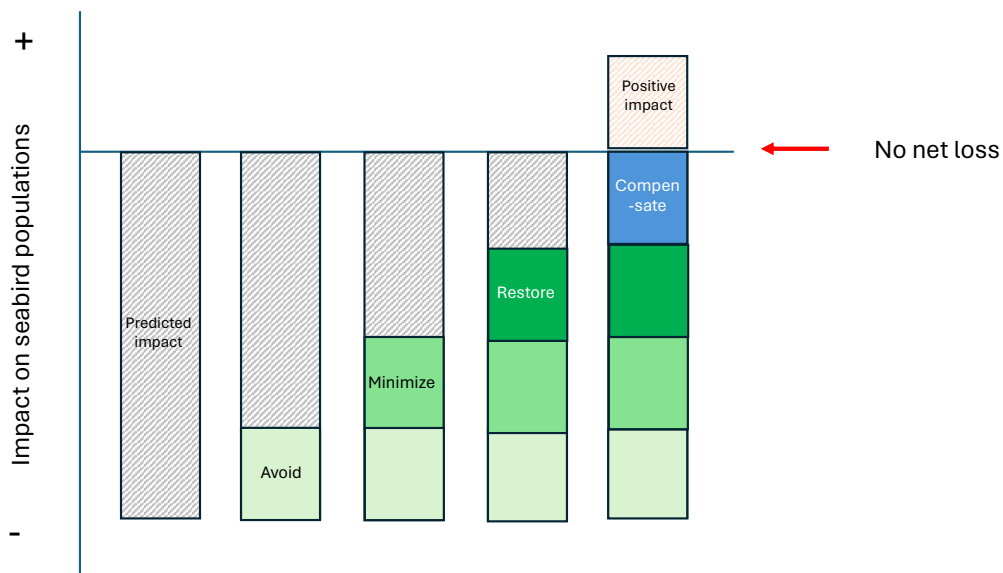 +
Impact on seabird populations
-
Positive
impact
No net loss
Compen
-sate
Restore
Predicted
impact
Minimize
Avoid